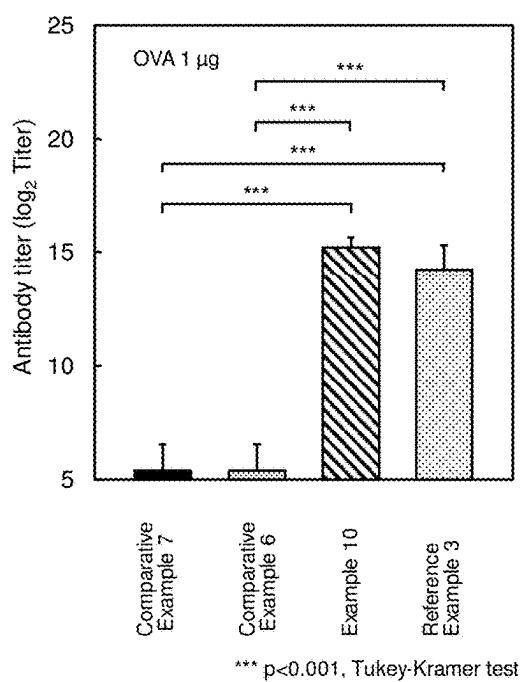 25
OVA 1 µg
***
20
***
***
***
15
10
5
Antibody titer (log₂ Titer)
Comparative
Example 7
Comparative
Example 6
Example 10
Reference
Example 3
*** p<0.001, Tukey-Kramer test